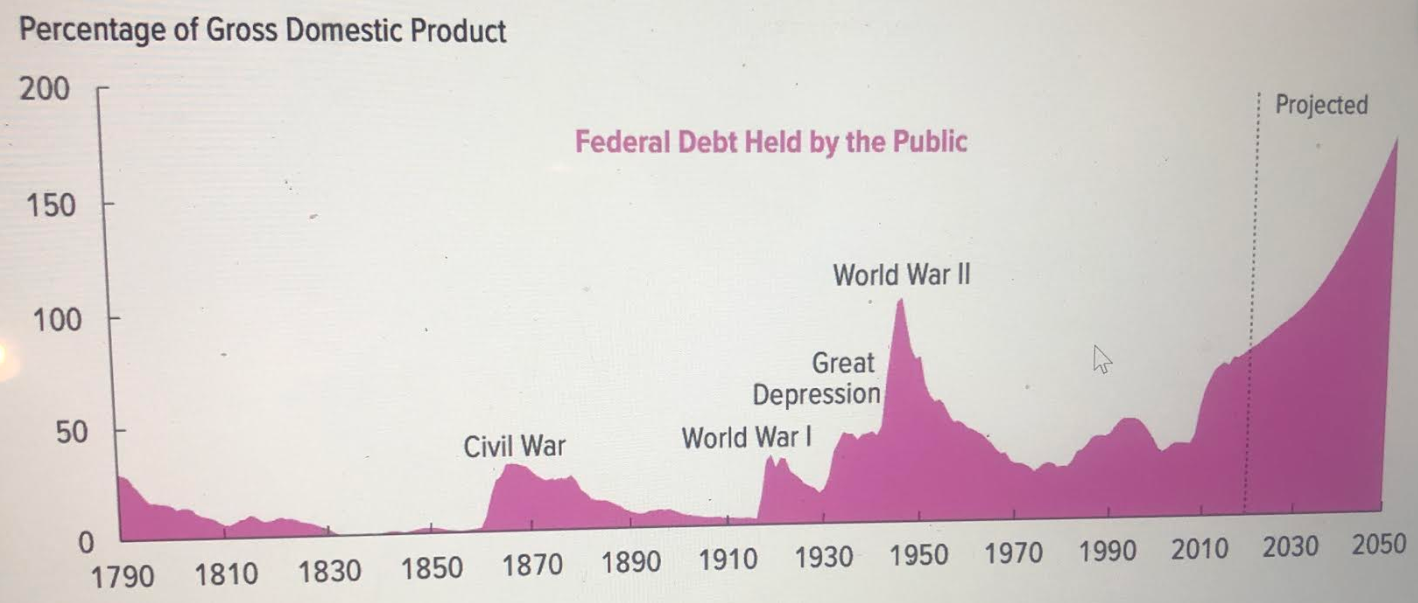 Percentage of Gross Domestic Product
200
Projected
Federal Debt Held by the Public
150
World War II
100
Great
Depression
50
World War I
Civil War
0
1790 1810 1830 1850 1870 1890 1910 1930 1950 1970 1990 2010 2030 2050